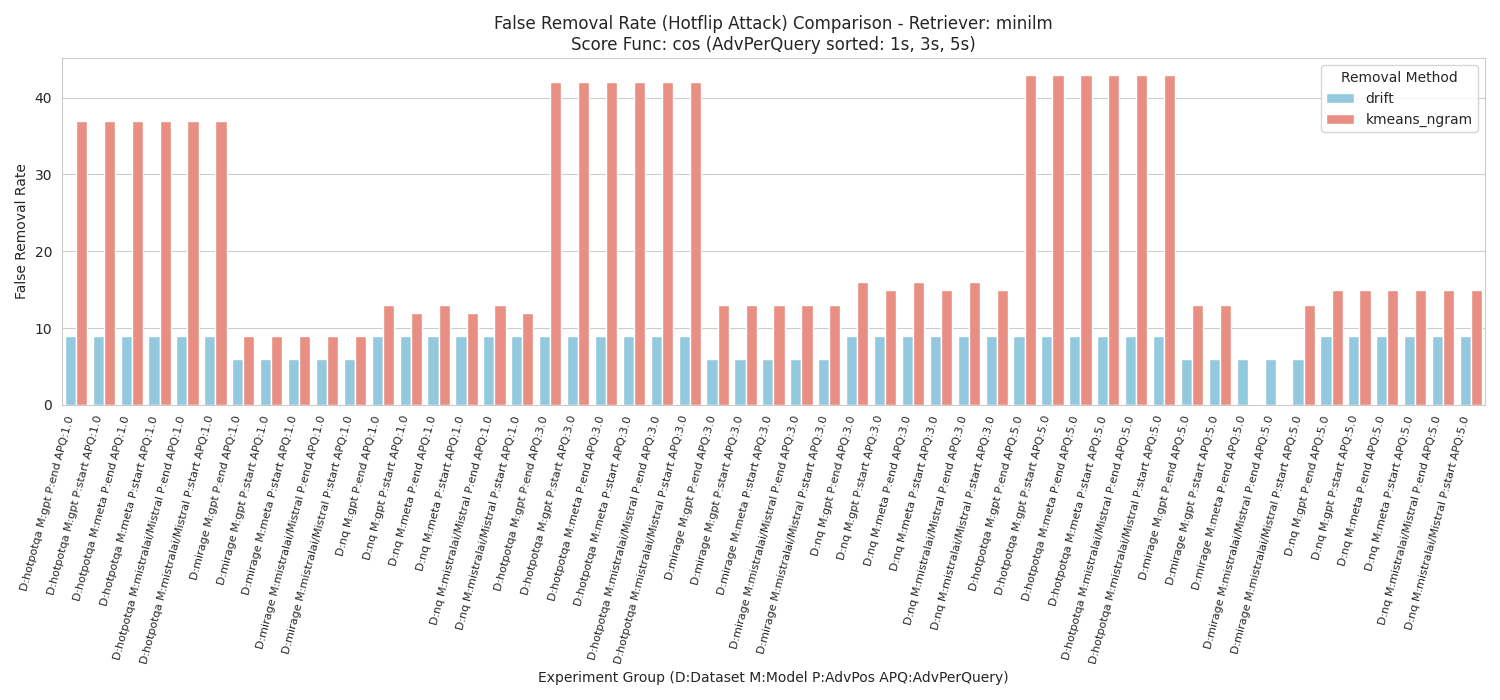 False Removal Rate (Hotflip Attack) Comparison - Retriever: minilm
Score Func: cos (AdvPerQuery sorted: 1s, 3s, 5s)
Removal Method
drift
kmeans_ngram
False Removal Rate
40
30
20
10
0
D:hotpotqa M:gpt P:end APQ:1.0
D:hotpotqa M:gpt P:start APQ:1.0
D:hotpotqa M:meta P:end APQ:1.0
D:hotpotqa M:meta P:start APQ:1.0
D:hotpotqa M:mistralai/Mistral P:end APQ:1.0
D:hotpotqa M:mistralai/Mistral P:start APQ:1.0
D:mirage M:gpt P:end APQ:1.0
D:mirage M:gpt P:start APQ:1.0
D:mirage M:meta P:start APQ:1.0
D:mirage M:mistralai/Mistral P:end APQ:1.0
D:mirage M:mistralai/Mistral P:start APQ:1.0
D:nq M:gpt P:end APQ:1.0
D:nq M:gpt P:start APQ:1.0
D:nq M:meta P:end APQ:1.0
D:nq M:meta P:start APQ:1.0
D:nq M:mistralai/Mistral P:end APQ:1.0
D:nq M:mistralai/Mistral P:start APQ:1.0
D:hotpotqa M:gpt P:end APQ:3.0
D:hotpotqa M:gpt P:start APQ:3.0
D:hotpotqa M:meta P:end APQ:3.0
D:hotpotqa M:meta P:start APQ:3.0
D:hotpotqa M:mistralai/Mistral P:end APQ:3.0
D:hotpotqa M:mistralai/Mistral P:start APQ:3.0
D:mirage M:gpt P:end APQ:3.0
D:mirage M:gpt P:start APQ:3.0
D:mirage M:meta P:start APQ:3.0
D:mirage M:mistralai/Mistral P:end APQ:3.0
D:mirage M:mistralai/Mistral P:start APQ:3.0
D:nq M:gpt P:end APQ:3.0
D:nq M:gpt P:start APQ:3.0
D:nq M:meta P:end APQ:3.0
D:nq M:meta P:start APQ:3.0
D:nq M:mistralai/Mistral P:end APQ:3.0
D:nq M:mistralai/Mistral P:start APQ:3.0
D:hotpotqa M:gpt P:end APQ:5.0
D:hotpotqa M:gpt P:start APQ:5.0
D:hotpotqa M:meta P:end APQ:5.0
D:hotpotqa M:meta P:start APQ:5.0
D:hotpotqa M:mistralai/Mistral P:end APQ:5.0
D:hotpotqa M:mistralai/Mistral P:start APQ:5.0
D:mirage M:gpt P:end APQ:5.0
D:mirage M:gpt P:start APQ:5.0
D:mirage M:meta P:end APQ:5.0
D:mirage M:mistralai/Mistral P:end APQ:5.0
D:mirage M:mistralai/Mistral P:start APQ:5.0
D:nq M:gpt P:end APQ:5.0
D:nq M:gpt P:start APQ:5.0
D:nq M:meta P:end APQ:5.0
D:nq M:meta P:start APQ:5.0
D:nq M:mistralai/Mistral P:end APQ:5.0
D:nq M:mistralai/Mistral P:start APQ:5.0
Experiment Group (D:Dataset M:Model P:AdvPos APQ:AdvPerQuery)